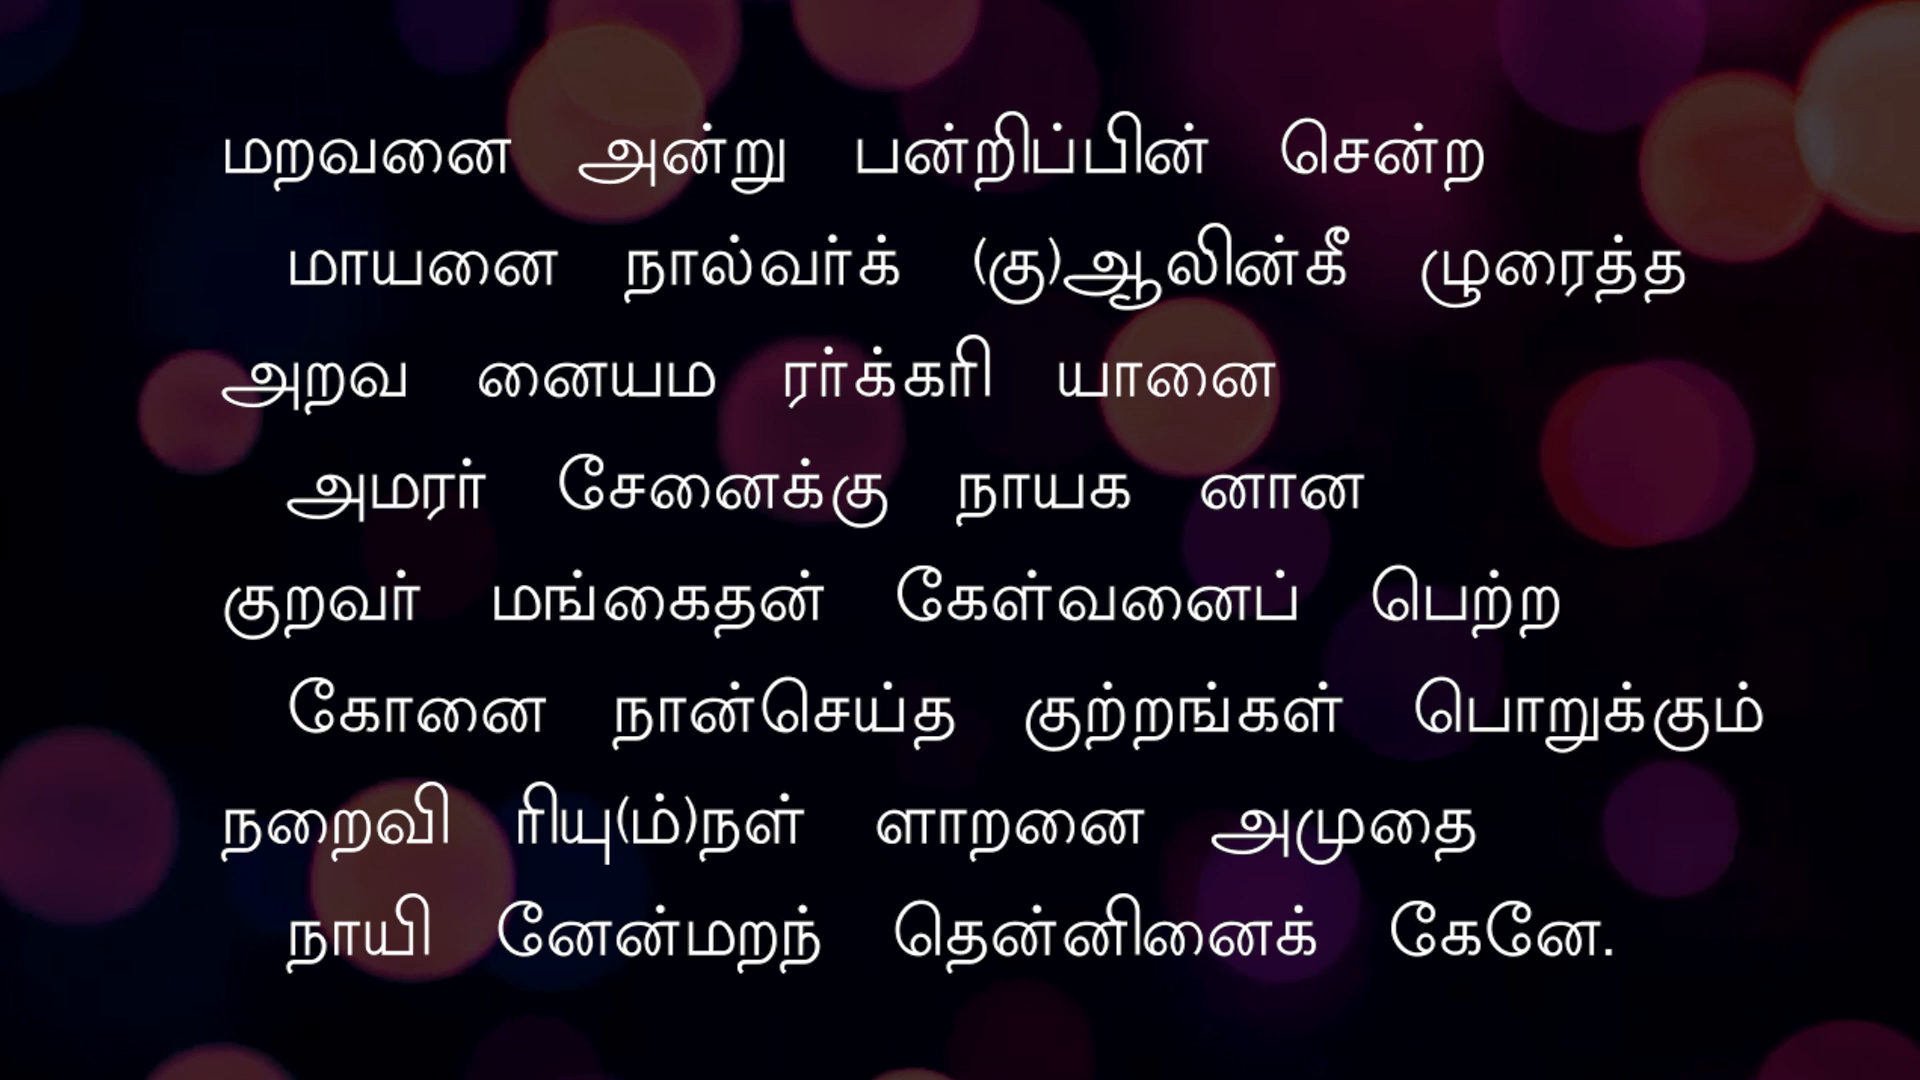 மறவனை அன்று பன்றிப்பின் சென்ற
மாயனை நால்வர்க் (கு)ஆலின்கீ ழுரைத்த
அறவ னையம ரர்க்கரி யானை
அமரர் சேனைக்கு நாயக னான
குறவர் மங்கைதன் கேள்வனைப் பெற்ற
கோனை நான்செய்த குற்றங்கள் பொறுக்கும்
நறைவி ரியு(ம்)நள் ளாறனை அமுதை
நாயி னேன்மறந் தென்னினைக் கேனே.